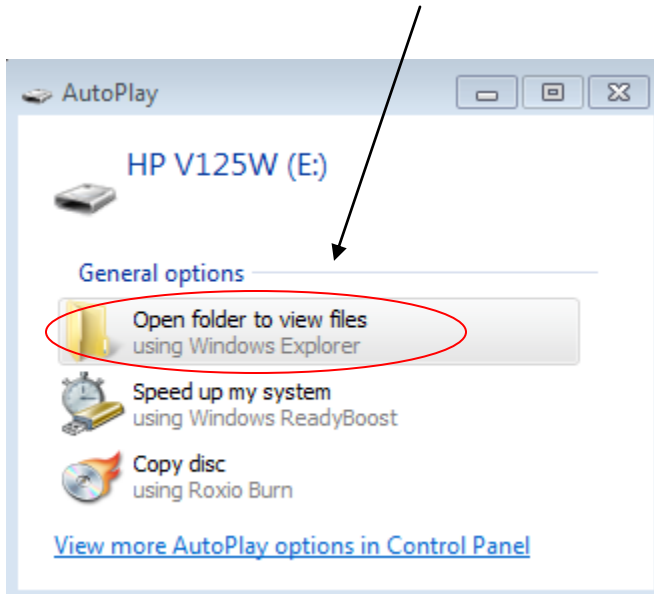 AutoPlay
HP V125W (E:)
General options
Open folder to view files
using Windows Explorer
Speed up my system
using Windows ReadyBoost
Copy disc
using Roxio Burn
View more AutoPlay options in Control Panel